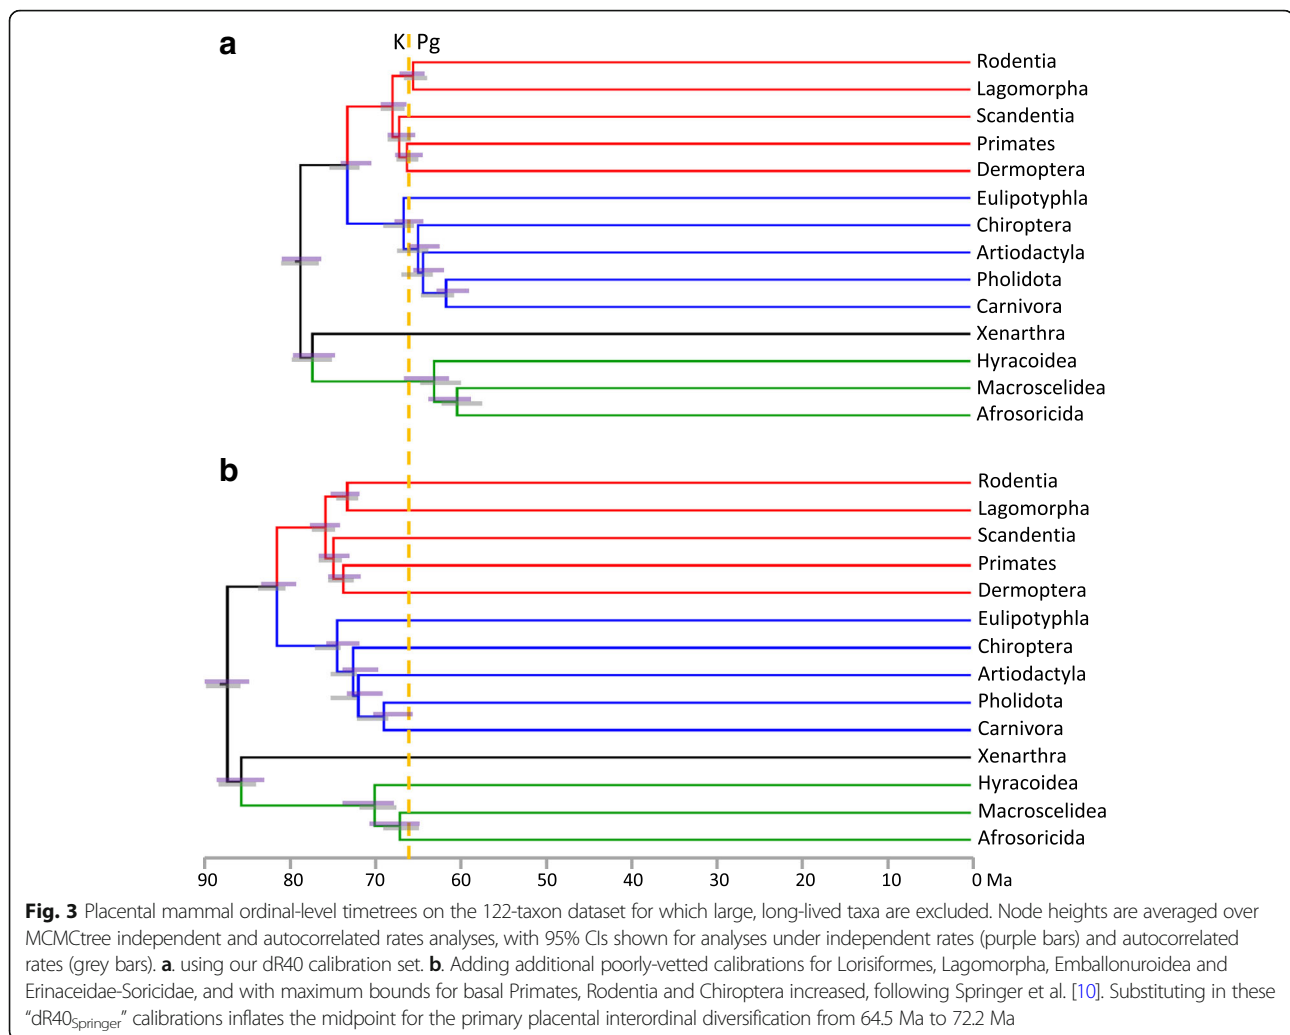 a
K Pg
Rodentia
Lagomorpha
Scandentia
Primates
Dermoptera
Eulipotyphla
Chiroptera
Artiodactyla
Pholidota
Carnivora
Xenarthra
Hyracoidea
Macroscelidea
Afrosoricida
b
Rodentia
Lagomorpha
Scandentia
Primates
Dermoptera
Eulipotyphla
Chiroptera
Artiodactyla
Pholidota
Carnivora
Xenarthra
Hyracoidea
Macroscelidea
Afrosoricida
90 80 70 60 50 40 30 20 10 0 Ma
Fig. 3 Placental mammal ordinal-level timetrees on the 122-taxon dataset for which large, long-lived taxa are excluded. Node heights are averaged over
MCMCtree independent and autocorrelated rates analyses, with 95% CIs shown for analyses under independent rates (purple bars) and autocorrelated
rates (grey bars). a. using our dR40 calibration set. b. Adding additional poorly-vetted calibrations for Lorisiformes, Lagomorpha, Emballonuroidea and
Erinaceidae-Soricidae, and with maximum bounds for basal Primates, Rodentia and Chiroptera increased, following Springer et al. [10]. Substituting in these
“dR40Springer” calibrations inflates the midpoint for the primary placental interordinal diversification from 64.5 Ma to 72.2 Ma